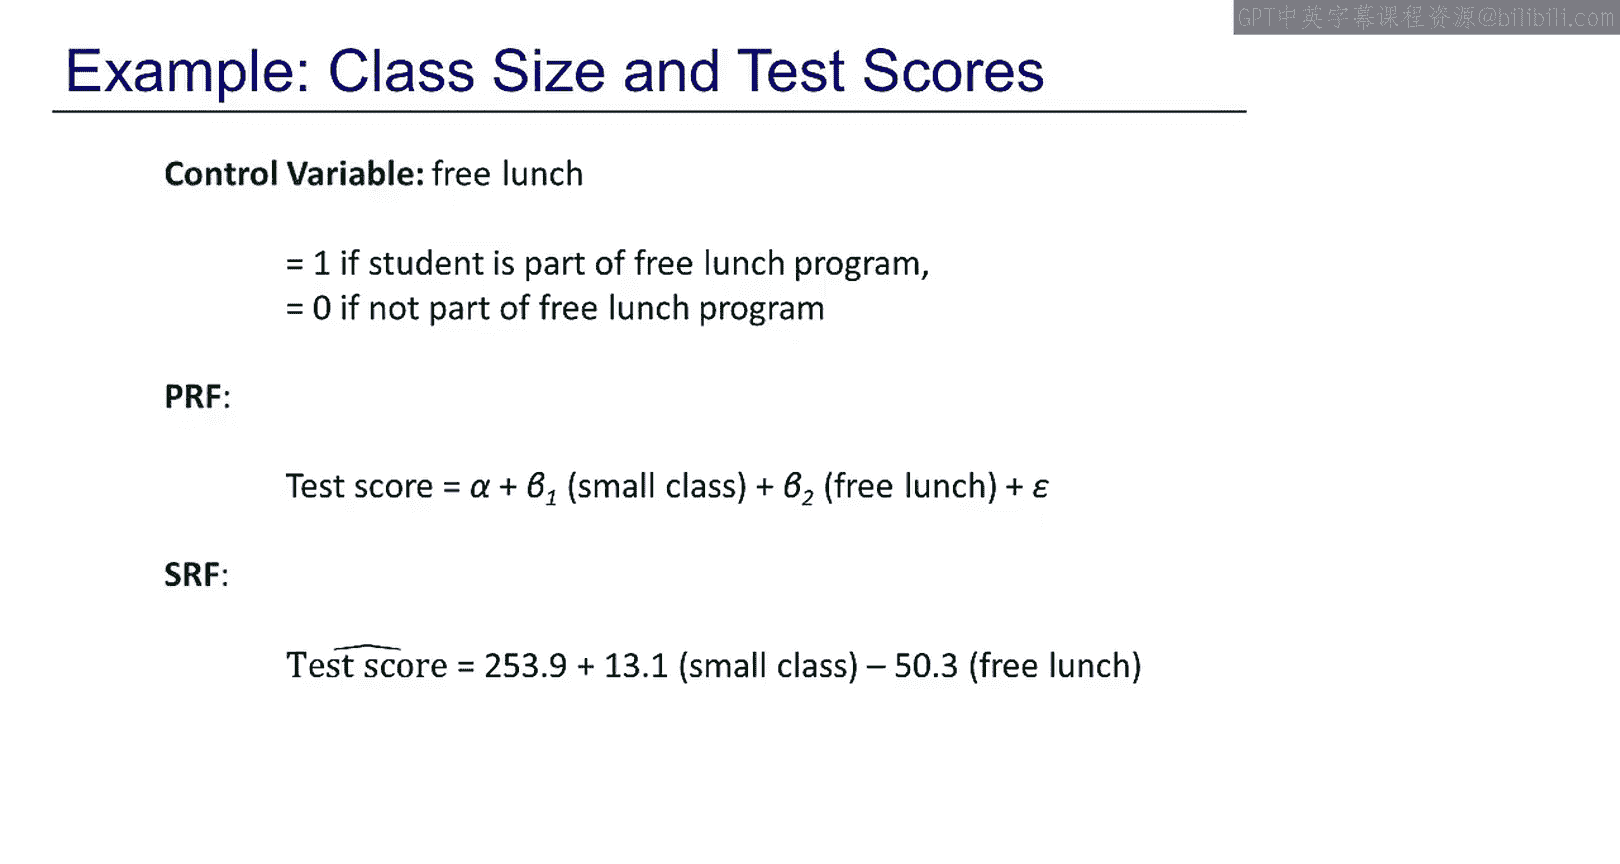 GPT中英字幕课程资源@bilibili.com
Example: Class Size and Test Scores
Control Variable: free lunch
= 1 if student is part of free lunch program,
= 0 if not part of free lunch program
PRF:
Test score = α + β₁ (small class) + β₂ (free lunch) + ε
SRF:
Test score = 253.9 + 13.1 (small class) – 50.3 (free lunch)